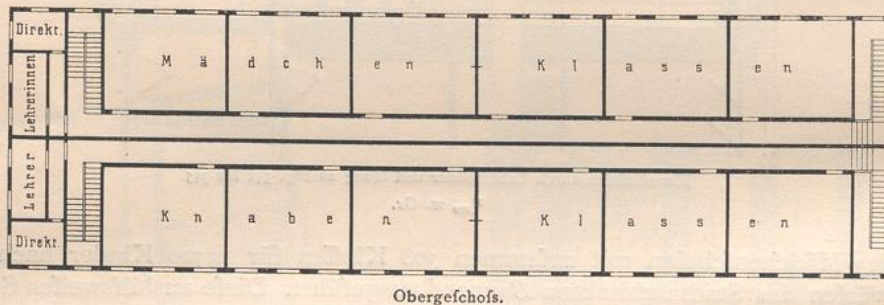 Direkt.
Mädchen Klassen
Lehrerinnen
Lehrer
Knaben Klassen
Direkt.
Obergeſchoſs.